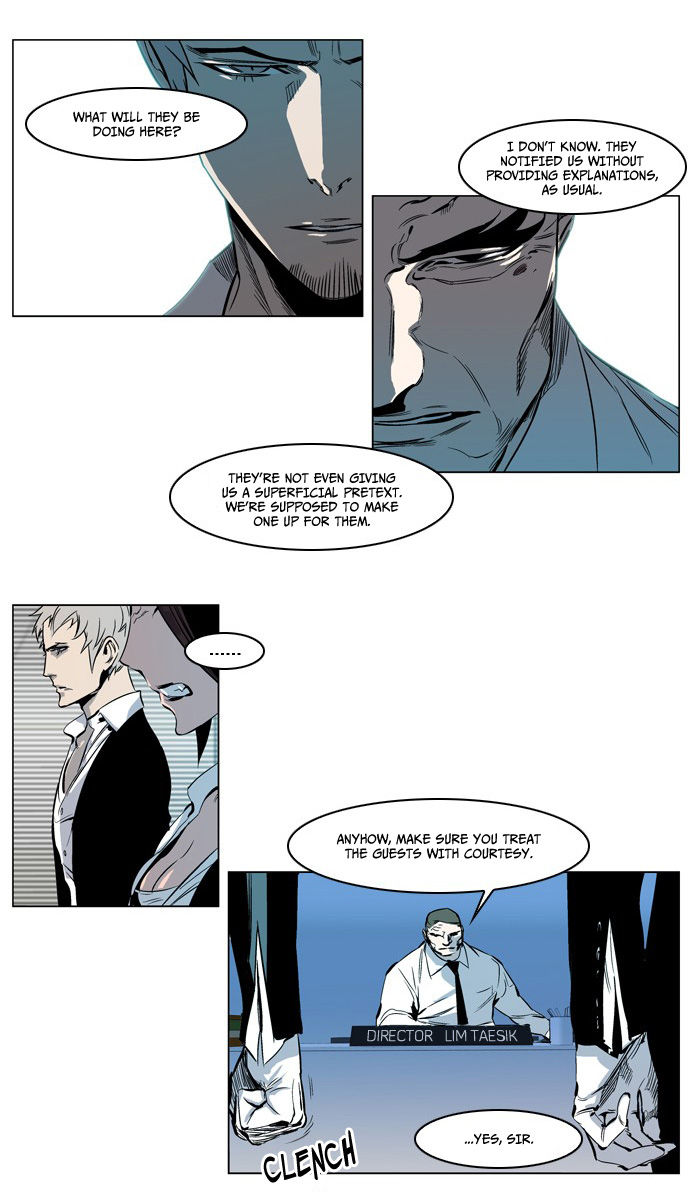 WHAT WILL THEY BE
DOING HERE?
I DON'T KNOW. THEY
NOTIFIED US WITHOUT
PROVIDING EXPLANATIONS,
AS USUAL.
THEY'RE NOT EVEN GIVING
US A SUPERFICIAL PRETEXT.
WE'RE SUPPOSED TO MAKE
ONE UP FOR THEM.
.......
ANYHOW, MAKE SURE YOU TREAT
THE GUESTS WITH COURTESY.
DIRECTOR LIM TAESIK
...YES, SIR.
CLENCH